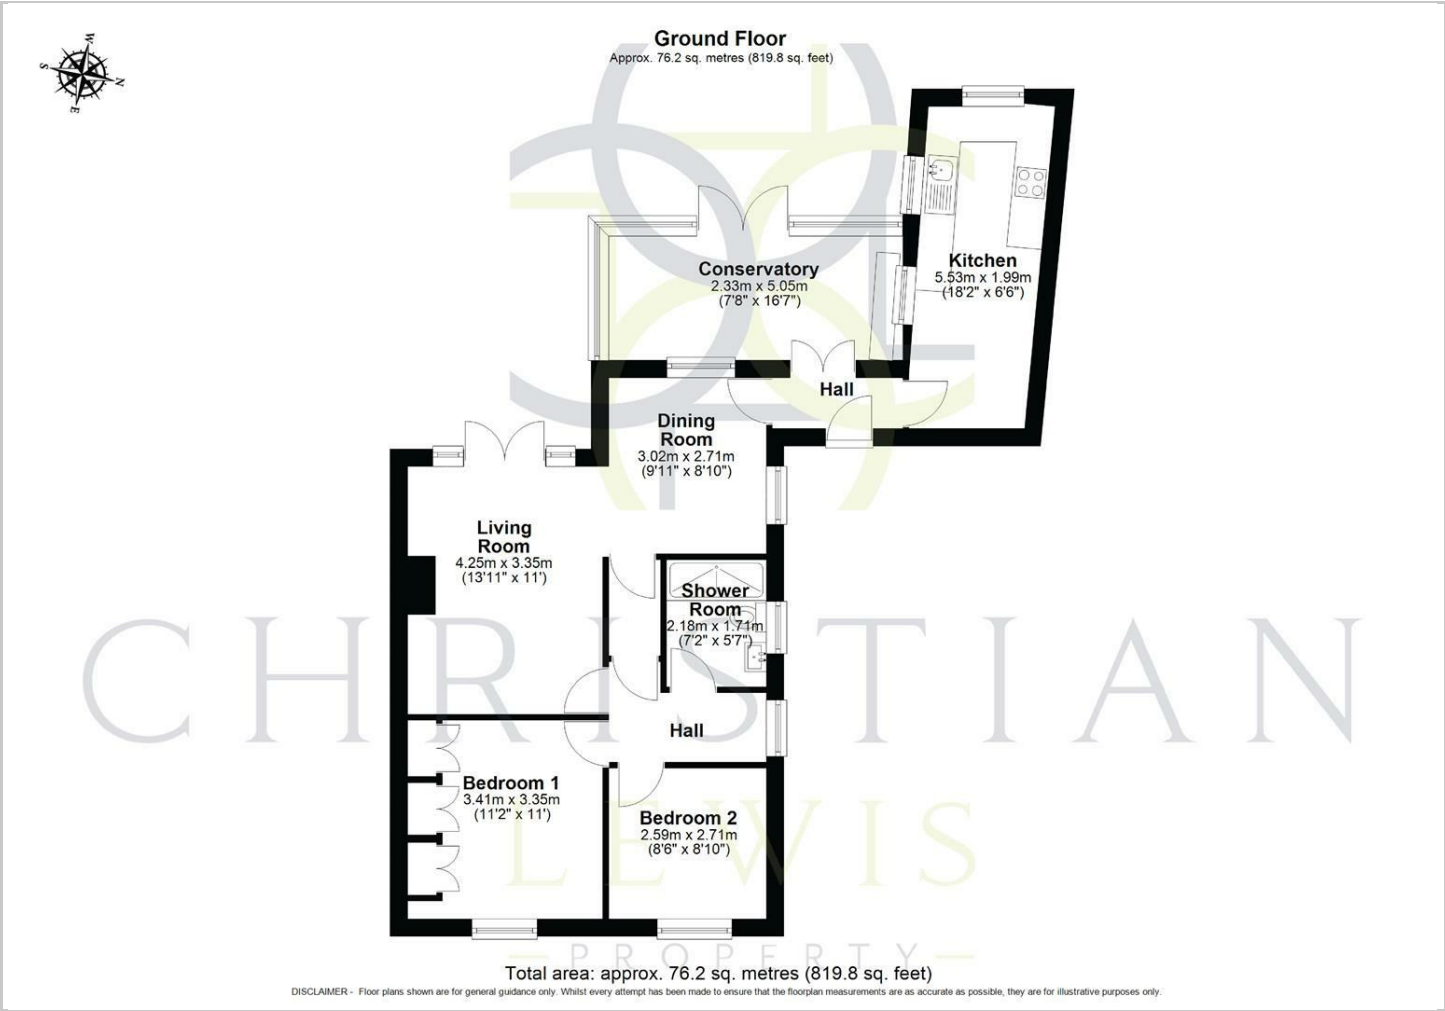 Ground Floor
Approx. 76.2 sq. metres (819.8 sq. feet)
W
S
N
E
Kitchen
5.53m x 1.99m
(18'2" x 6'6")
Conservatory
2.33m x 5.05m
(7'8" x 16'7")
Hall
Dining
Room
3.02m x 2.71m
(9'11" x 8'10")
Living
Room
4.25m x 3.35m
(13'11" x 11')
Shower
Room
2.18m x 1.71m
(7'2" x 5'7")
CHRISTIAN
Hall
Bedroom 1
3.41m x 3.35m
(11'2" x 11')
Bedroom 2
2.59m x 2.71m
(8'6" x 8'10")
LEWIS
PROPERTY
Total area: approx. 76.2 sq. metres (819.8 sq. feet)
DISCLAIMER - Floor plans shown are for general guidance only. Whilst every attempt has been made to ensure that the floorplan measurements are as accurate as possible, they are for illustrative purposes only.